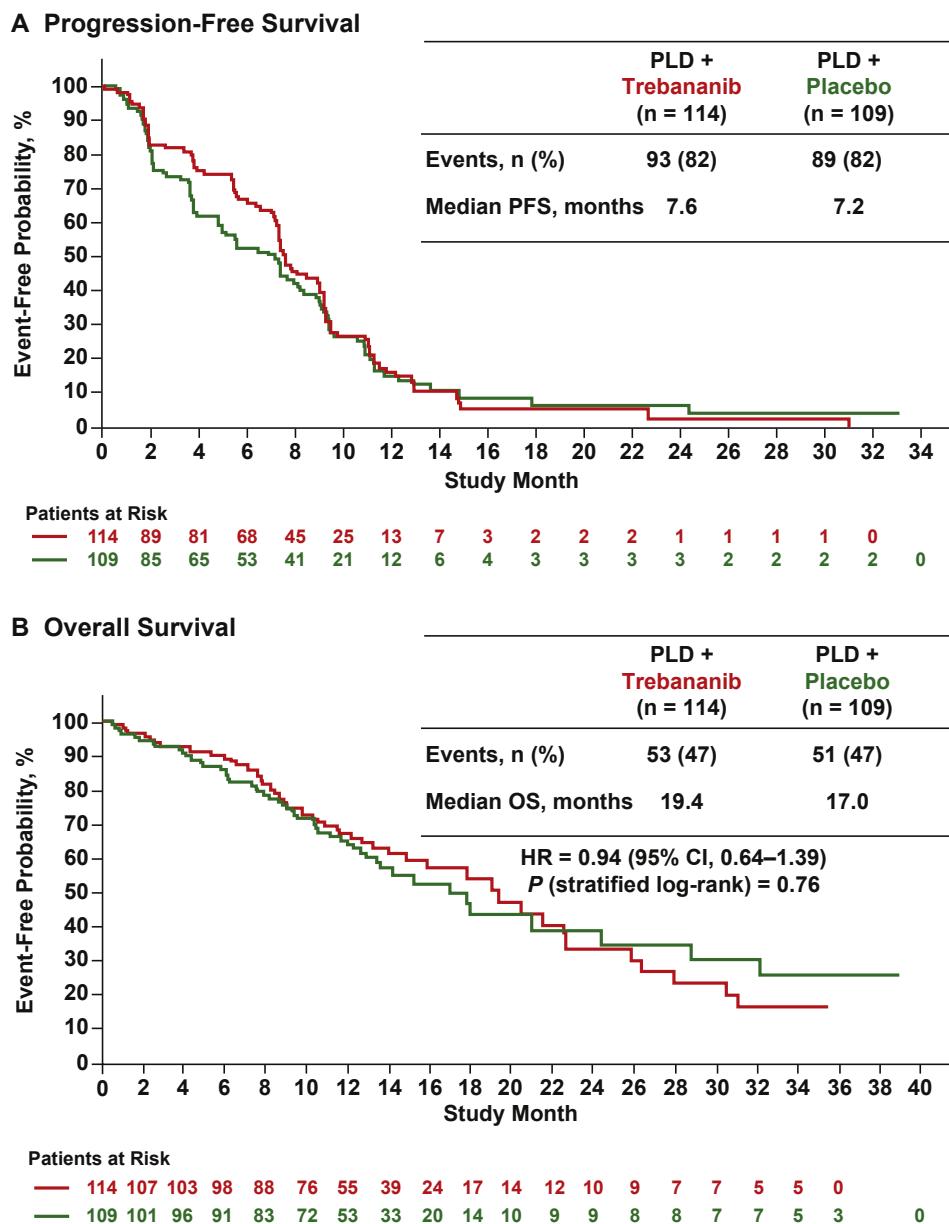 A Progression-Free Survival
PLD + PLD +
Trebananib Placebo
(n = 114) (n = 109)
Events, n (%) 93 (82) 89 (82)
Median PFS, months 7.6 7.2
Event-Free Probability, %
100
90
80
70
60
50
40
30
20
10
0
0 2 4 6 8 10 12 14 16 18 20 22 24 26 28 30 32 34
Study Month
Patients at Risk
114 89 81 68 45 25 13 7 3 2 2 2 1 1 1 1 0
109 85 65 53 41 21 12 6 4 3 3 3 3 2 2 2 2 0
B Overall Survival
PLD + PLD +
Trebananib Placebo
(n = 114) (n = 109)
Events, n (%) 53 (47) 51 (47)
Median OS, months 19.4 17.0
HR = 0.94 (95% CI, 0.64–1.39)
P (stratified log-rank) = 0.76
Event-Free Probability, %
100
90
80
70
60
50
40
30
20
10
0
0 2 4 6 8 10 12 14 16 18 20 22 24 26 28 30 32 34 36 38 40
Study Month
Patients at Risk
114 107 103 98 88 76 55 39 24 17 14 12 10 9 7 7 5 5 0
109 101 96 91 83 72 53 33 20 14 10 9 9 8 8 7 7 5 3 0